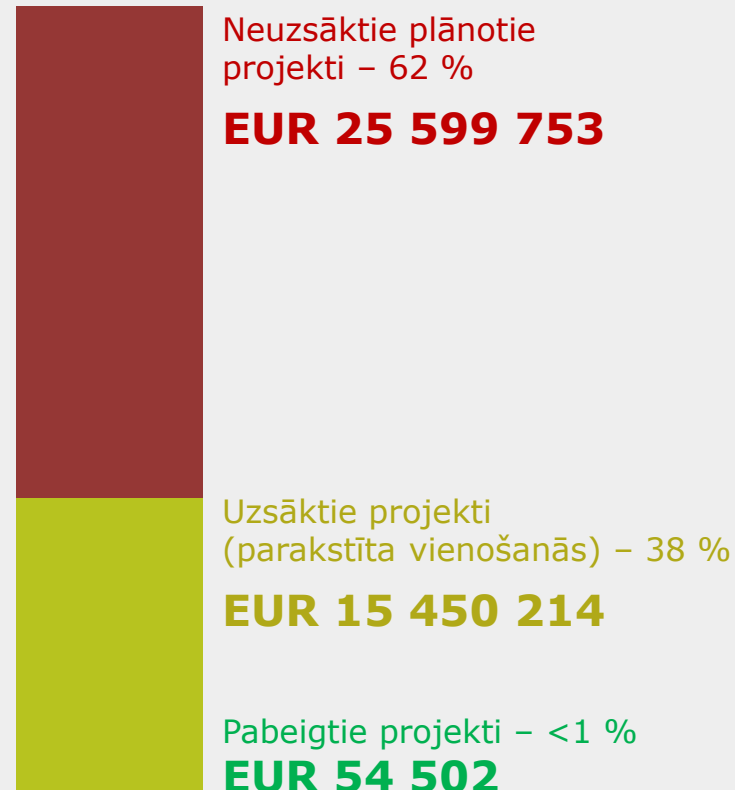 Neuzsāktie plānotie
projekti – 62 %
EUR 25 599 753
Uzsāktie projekti
(parakstīta vienošanās) – 38 %
EUR 15 450 214
Pabeigtie projekti – <1 %
EUR 54 502